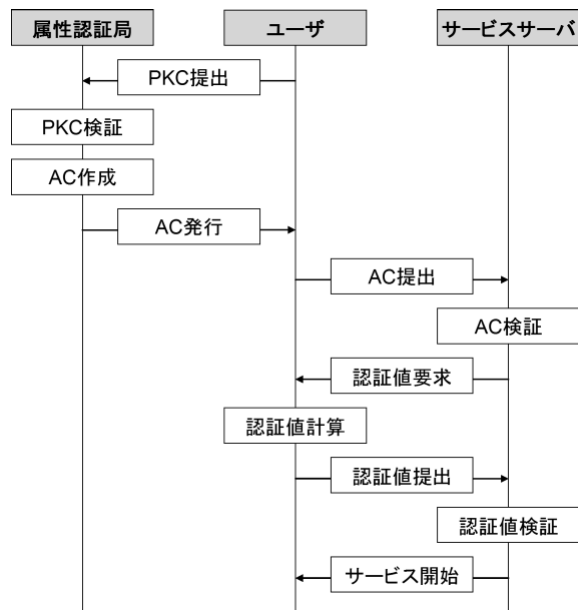 属性認証局
ユーザ
サービスサーバ
PKC提出
PKC検証
AC作成
AC発行
AC提出
AC検証
認証値要求
認証値計算
認証値提出
認証値検証
サービス開始